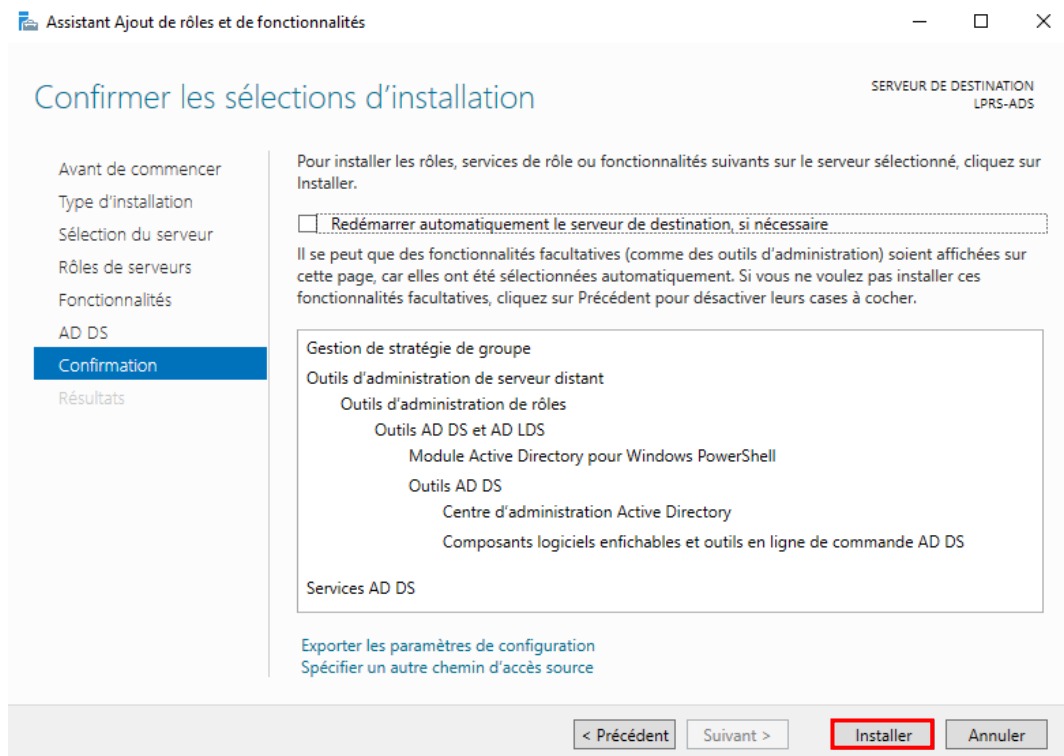 Assistant Ajout de rôles et de fonctionnalités
Confirmer les sélections d'installation
SERVEUR DE DESTINATION
LPRS-ADS
Avant de commencer
Type d'installation
Sélection du serveur
Rôles de serveurs
Fonctionnalités
AD DS
Confirmation
Résultats
Pour installer les rôles, services de rôle ou fonctionnalités suivants sur le serveur sélectionné, cliquez sur
Installer.
Redémarrer automatiquement le serveur de destination, si nécessaire
Il se peut que des fonctionnalités facultatives (comme des outils d'administration) soient affichées sur
cette page, car elles ont été sélectionnées automatiquement. Si vous ne voulez pas installer ces
fonctionnalités facultatives, cliquez sur Précédent pour désactiver leurs cases à cocher.
Gestion de stratégie de groupe
Outils d'administration de serveur distant
Outils d'administration de rôles
Outils AD DS et AD LDS
Module Active Directory pour Windows PowerShell
Outils AD DS
Centre d'administration Active Directory
Composants logiciels enfichables et outils en ligne de commande AD DS
Services AD DS
Exporter les paramètres de configuration
Spécifier un autre chemin d'accès source
< Précédent
Suivant >
Installer
Annuler